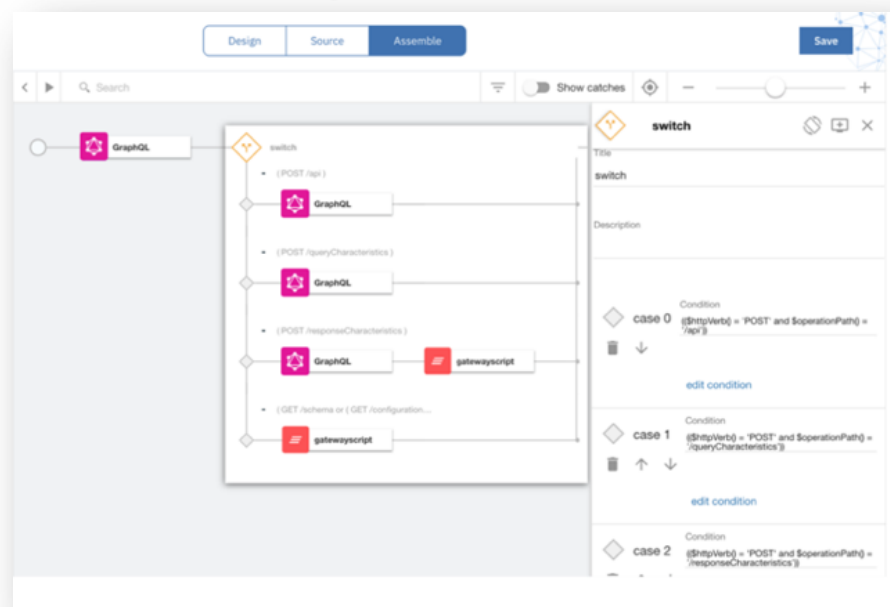 Design
Source
Assemble
Save
Search
Show catches
GraphQL
switch
( POST /api )
GraphQL
( POST /queryCharacteristics )
GraphQL
( POST /responseCharacteristics )
GraphQL
gatewayscript
( GET /schema or ( GET /configuration...
gatewayscript
switch
Title
switch
Description
case 0
Condition
(($httpVerb() = 'POST' and $operationPath() =
'/api'))
edit condition
case 1
Condition
(($httpVerb() = 'POST' and $operationPath() =
'/queryCharacteristics'))
edit condition
case 2
Condition
(($httpVerb() = 'POST' and $operationPath() =
'/responseCharacteristics'))